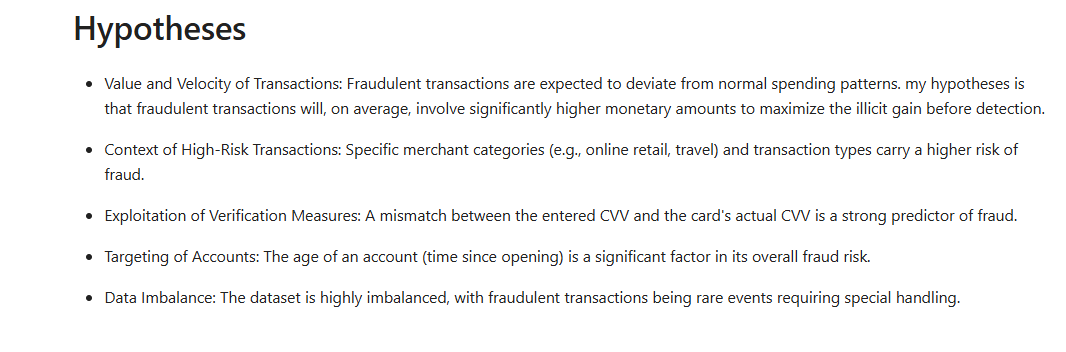 Hypotheses
• Value and Velocity of Transactions: Fraudulent transactions are expected to deviate from normal spending patterns. my hypotheses is
that fraudulent transactions will, on average, involve significantly higher monetary amounts to maximize the illicit gain before detection.
• Context of High-Risk Transactions: Specific merchant categories (e.g., online retail, travel) and transaction types carry a higher risk of
fraud.
• Exploitation of Verification Measures: A mismatch between the entered CVV and the card's actual CVV is a strong predictor of fraud.
• Targeting of Accounts: The age of an account (time since opening) is a significant factor in its overall fraud risk.
• Data Imbalance: The dataset is highly imbalanced, with fraudulent transactions being rare events requiring special handling.